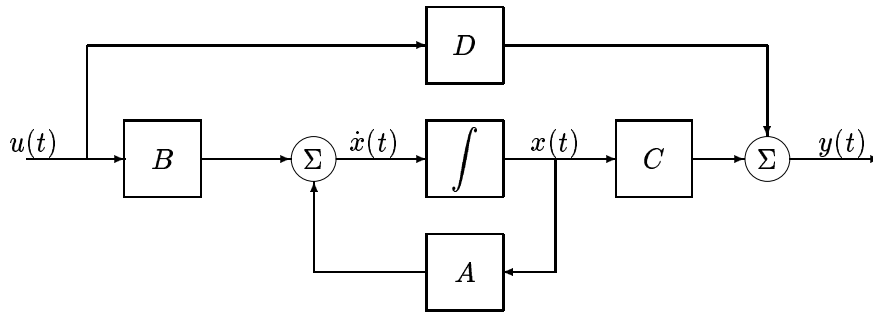 D
u(t) B Σ ẋ(t) ∫ x(t) C Σ y(t)
A